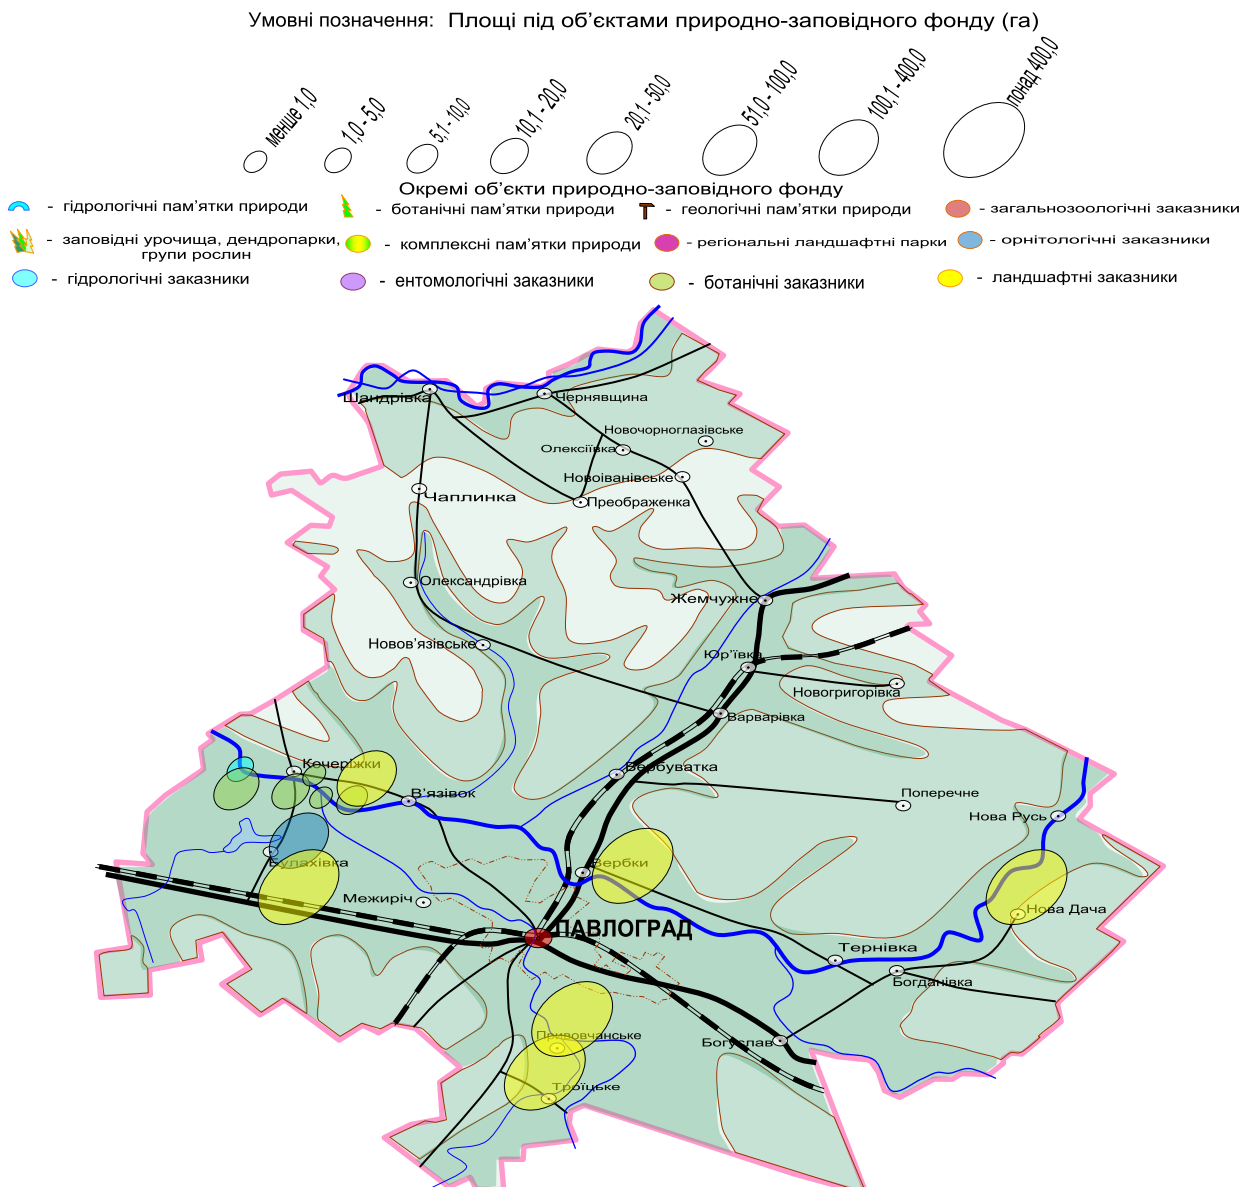 Умовні позначення: Площі під об’єктами природно-заповідного фонду (га)
менше 1,0
1,0 - 5,0
5,1 - 10,0
10,1 - 20,0
20,1 - 50,0
51,0 - 100,0
100,1 - 400,0
понад 400,0
Окремі об’єкти природно-заповідного фонду
- гідрологічні пам’ятки природи
- ботанічні пам’ятки природи
- геологічні пам’ятки природи
- загальнозоологічні заказники
- заповідні урочища, дендропарки, групи рослин
- комплексні пам’ятки природи
- регіональні ландшафтні парки
- орнітологічні заказники
- гідрологічні заказники
- ентомологічні заказники
- ботанічні заказники
- ландшафтні заказники
Шандрівка
Чернявщина
Новочорноглазівське
Олексіївка
Новоіванівське
Чаплинка
Преображенка
Олександрівка
Жемчужне
Новов’язівське
Юр’ївка
Новогригорівка
Варварівка
Кочеріжки
Вербуватка
В’язівок
Поперечне
Нова Русь
Булахівка
Вербки
Межиріч
Нова Дача
ПАВЛОГРАД
Тернівка
Богданівка
Привовчанське
Богуслав
Троїцьке